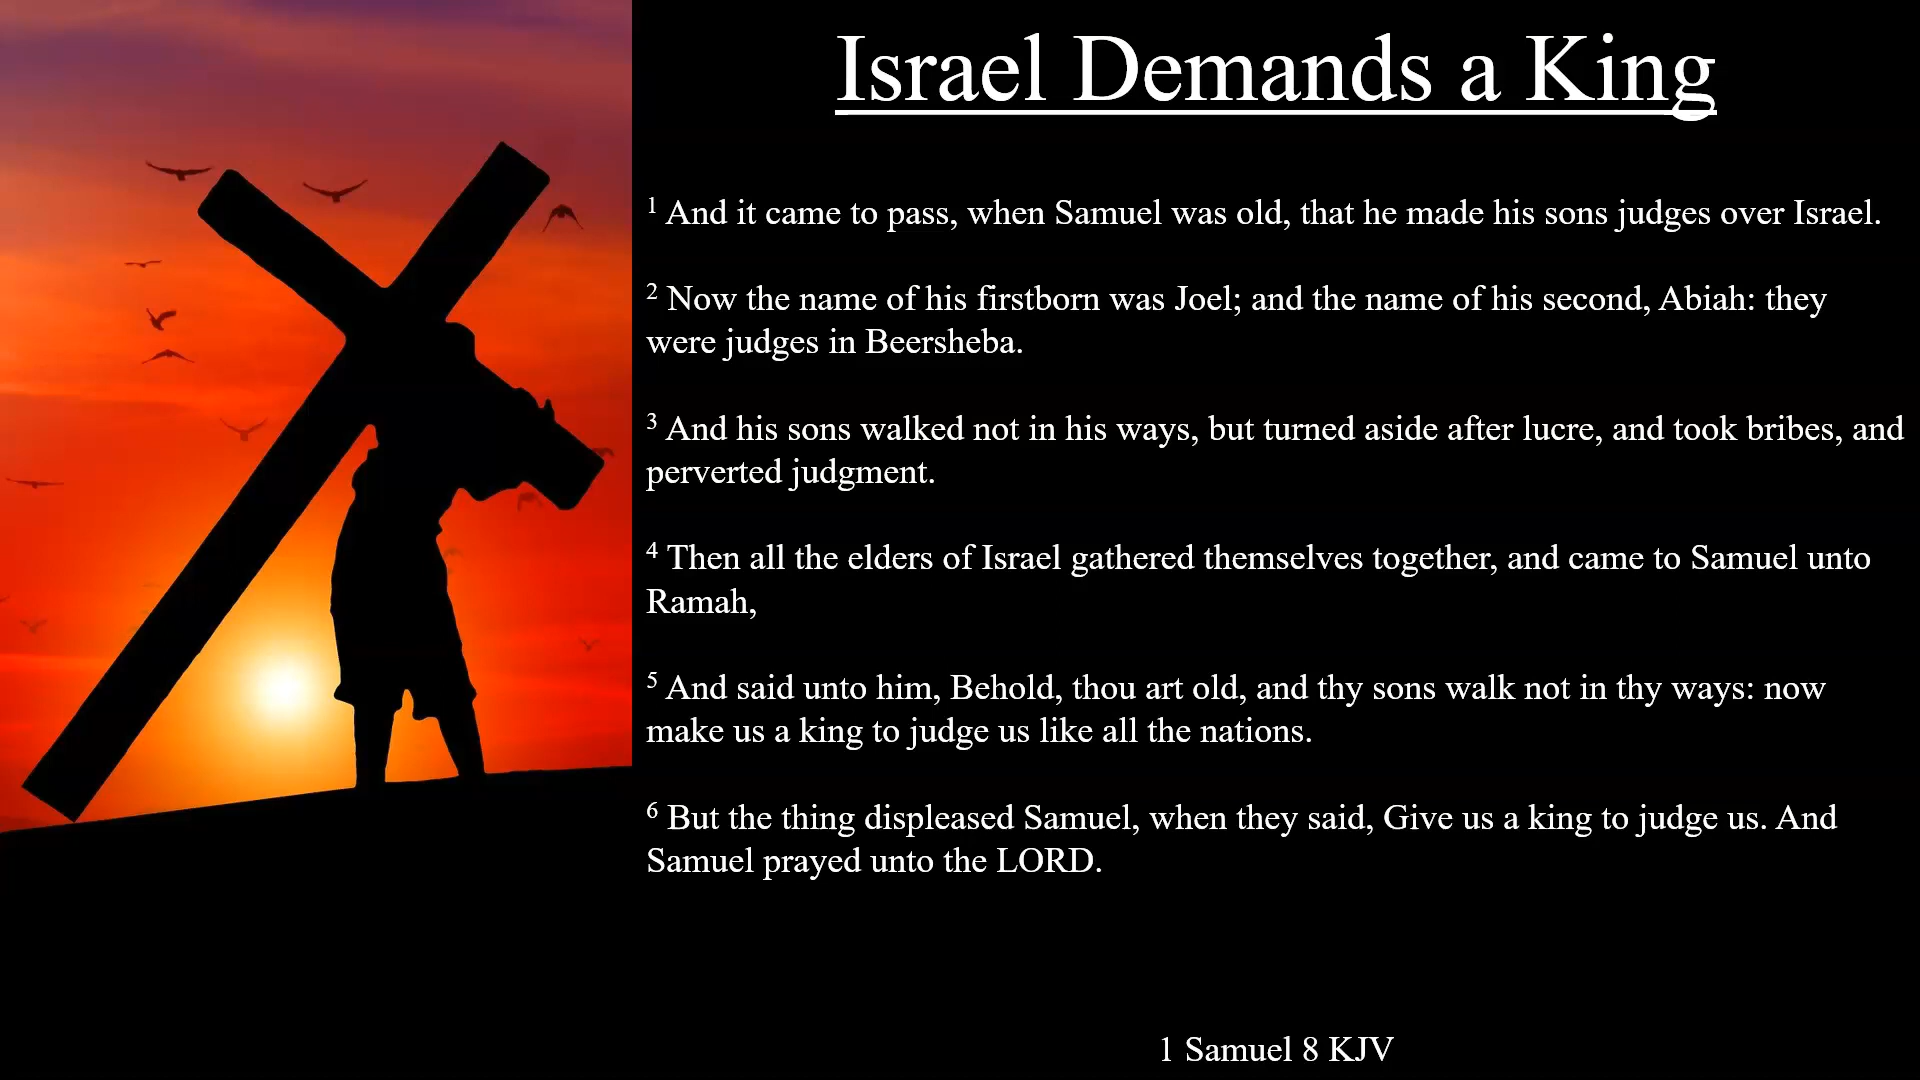 Israel Demands a King
1 And it came to pass, when Samuel was old, that he made his sons judges over Israel.
2 Now the name of his firstborn was Joel; and the name of his second, Abiah: they
were judges in Beersheba.
3 And his sons walked not in his ways, but turned aside after lucre, and took bribes, and
perverted judgment.
4 Then all the elders of Israel gathered themselves together, and came to Samuel unto
Ramah,
5 And said unto him, Behold, thou art old, and thy sons walk not in thy ways: now
make us a king to judge us like all the nations.
6 But the thing displeased Samuel, when they said, Give us a king to judge us. And
Samuel prayed unto the LORD.
1 Samuel 8 KJV